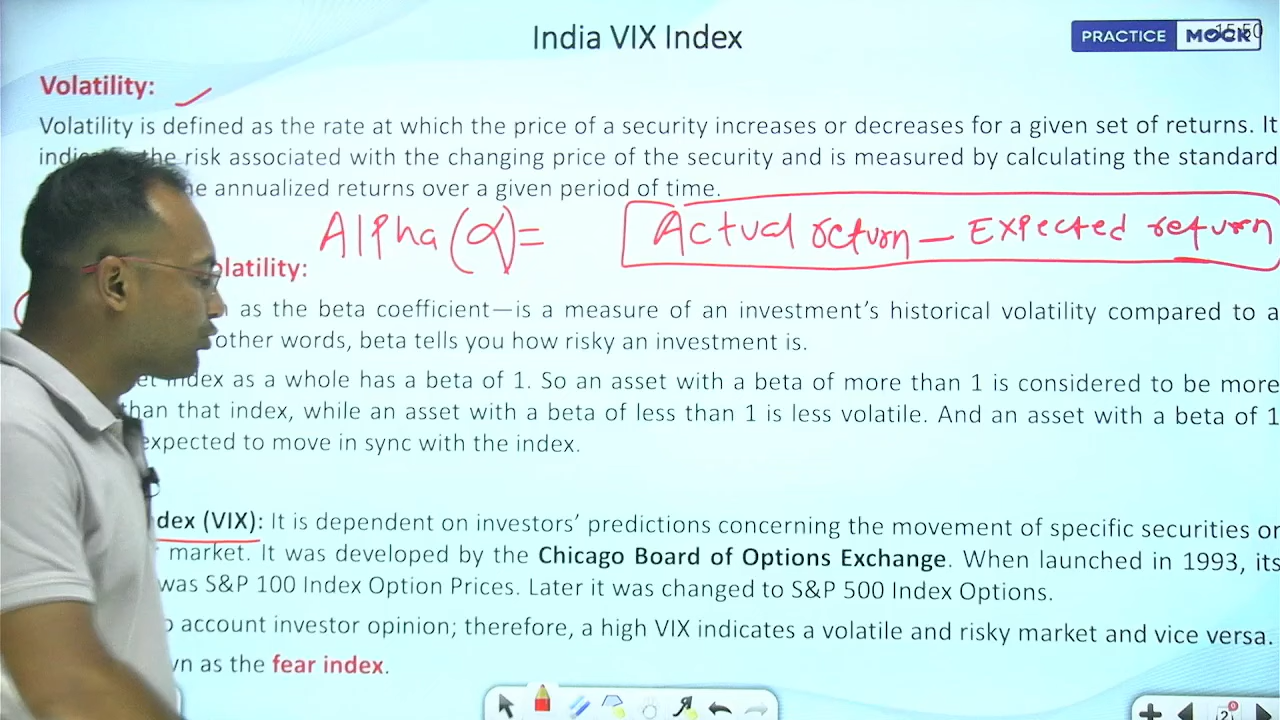 India VIX Index
PRACTICE MOCK
15:50
Volatility:
Volatility is defined as the rate at which the price of a security increases or decreases for a given set of returns. It
the risk associated with the changing price of the security and is measured by calculating the standard
annualized returns over a given period of time.
Alpha (α) = Actual return - Expected return
latility:
as the beta coefficient—is a measure of an investment's historical volatility compared to a
other words, beta tells you how risky an investment is.
index as a whole has a beta of 1. So an asset with a beta of more than 1 is considered to be more
than that index, while an asset with a beta of less than 1 is less volatile. And an asset with a beta of 1
expected to move in sync with the index.
dex (VIX): It is dependent on investors' predictions concerning the movement of specific securities or
market. It was developed by the Chicago Board of Options Exchange. When launched in 1993, its
was S&P 100 Index Option Prices. Later it was changed to S&P 500 Index Options.
account investor opinion; therefore, a high VIX indicates a volatile and risky market and vice versa.
wn as the fear index.
2